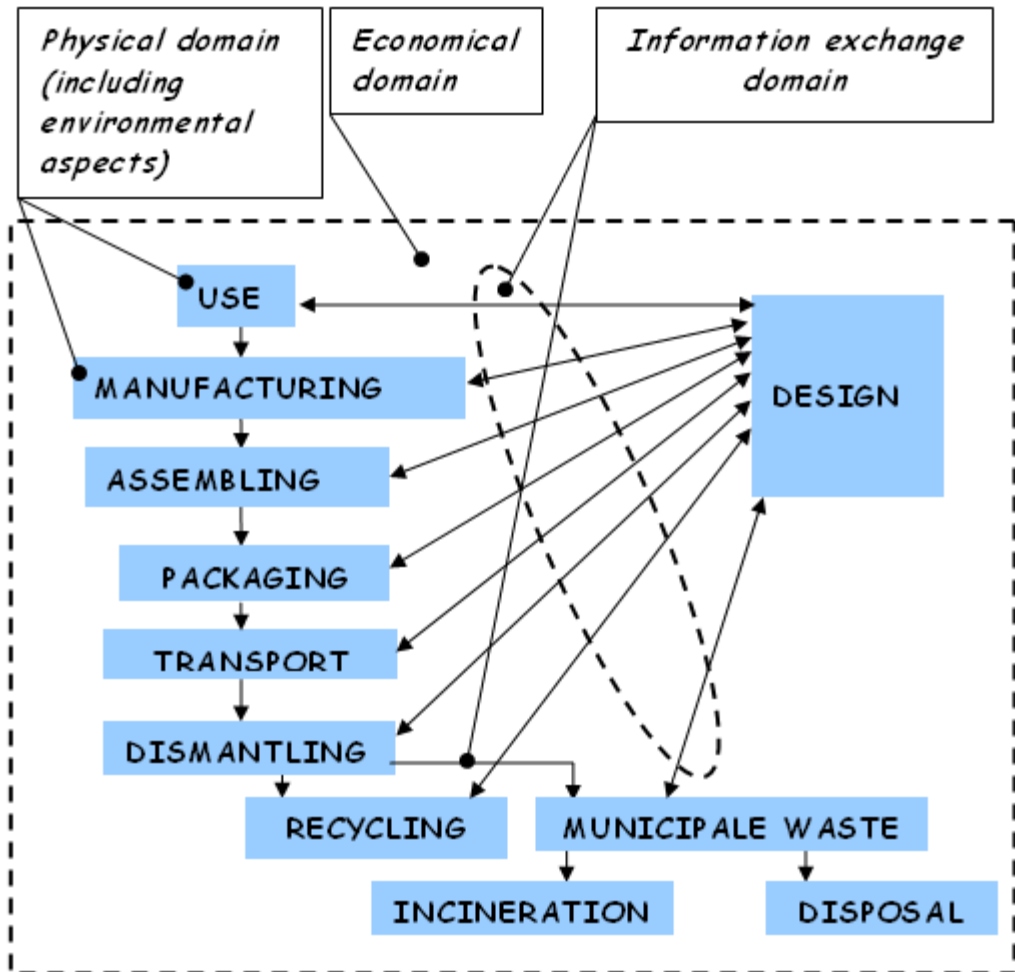 Physical domain
(including
environmental
aspects)
Economical
domain
Information exchange
domain
USE
MANUFACTURING
DESIGN
ASSEMBLING
PACKAGING
TRANSPORT
DISMANTLING
RECYCLING
MUNICIPALE WASTE
INCINERATION
DISPOSAL